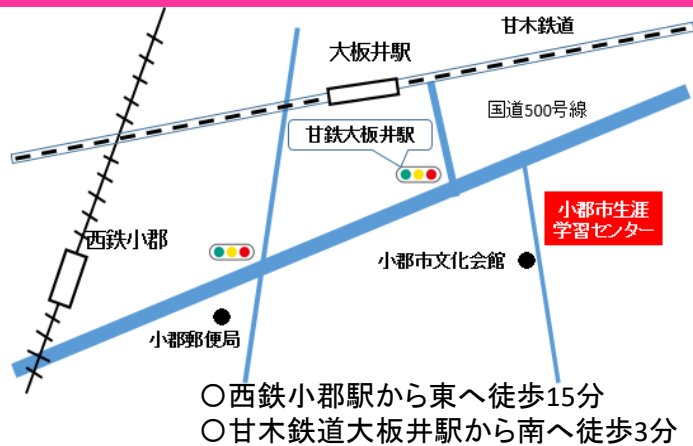 甘木鉄道
大板井駅
国道500号線
甘鉄大板井駅
小郡市生涯
学習センター
西鉄小郡
小郡市文化会館
小郡郵便局
〇西鉄小郡駅から東へ徒歩15分
〇甘木鉄道大板井駅から南へ徒歩3分